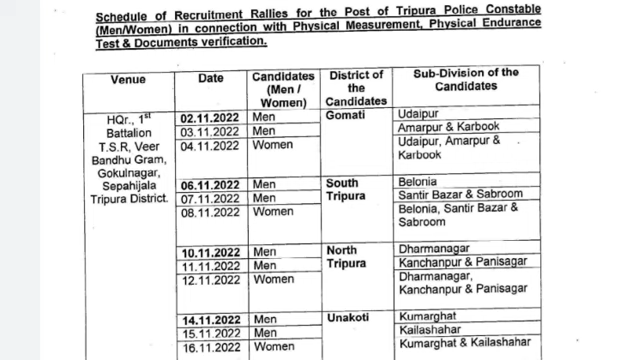 Schedule of Recruitment Rallies for the Post of Tripura Police Constable
(Men/Women) in connection with Physical Measurement, Physical Endurance
Test & Documents verification.
Venue Date Candidates (Men / Women) District of the Candidates Sub-Division of the Candidates
HQr., 1st
Battalion
T.S.R, Veer
Bandhu Gram,
Gokulnagar,
Sepahijala
Tripura District.
02.11.2022 Men Gomati Udaipur
03.11.2022 Men Amarpur & Karbook
04.11.2022 Women Udaipur, Amarpur &
Karbook
06.11.2022 Men South Tripura Belonia
07.11.2022 Men Santir Bazar & Sabroom
08.11.2022 Women Belonia, Santir Bazar &
Sabroom
10.11.2022 Men North Tripura Dharmanagar
11.11.2022 Men Kanchanpur & Panisagar
12.11.2022 Women Dharmanagar,
Kanchanpur & Panisagar
14.11.2022 Men Unakoti Kumarghat
15.11.2022 Men Kailashahar
16.11.2022 Women Kumarghat & Kailashahar